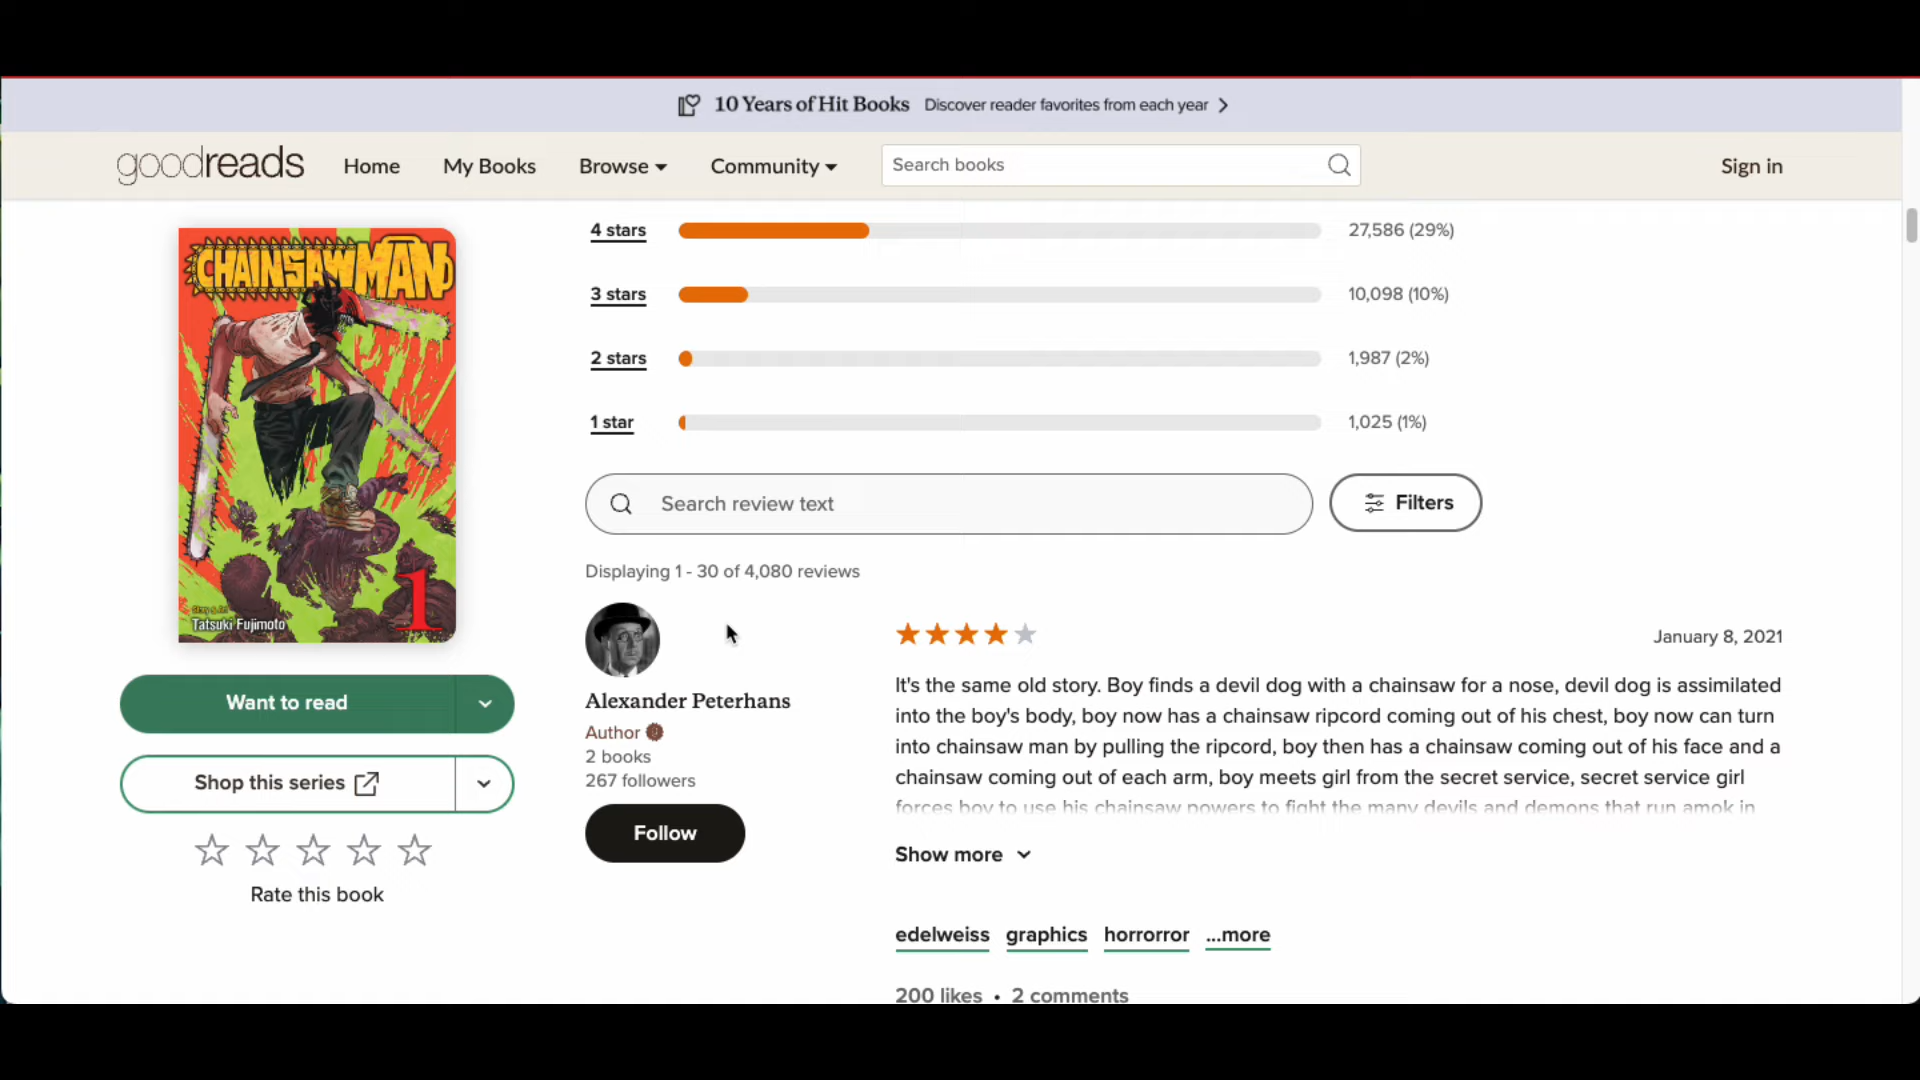 10 Years of Hit Books Discover reader favorites from each year
goodreads Home My Books Browse Community Search books Sign in
CHAINSAW MAN
1
Story & Art
Tatsuki Fujimoto
Want to read
Shop this series
Rate this book
4 stars 27,586 (29%)
3 stars 10,098 (10%)
2 stars 1,987 (2%)
1 star 1,025 (1%)
Search review text Filters
Displaying 1 - 30 of 4,080 reviews
Alexander Peterhans
Author
2 books
267 followers
Follow
January 8, 2021
It's the same old story. Boy finds a devil dog with a chainsaw for a nose, devil dog is assimilated
into the boy's body, boy now has a chainsaw ripcord coming out of his chest, boy now can turn
into chainsaw man by pulling the ripcord, boy then has a chainsaw coming out of his face and a
chainsaw coming out of each arm, boy meets girl from the secret service, secret service girl
forces boy to use his chainsaw powers to fight the many devils and demons that run amok in
Show more
edelweiss graphics horrorror ...more
200 likes • 2 comments